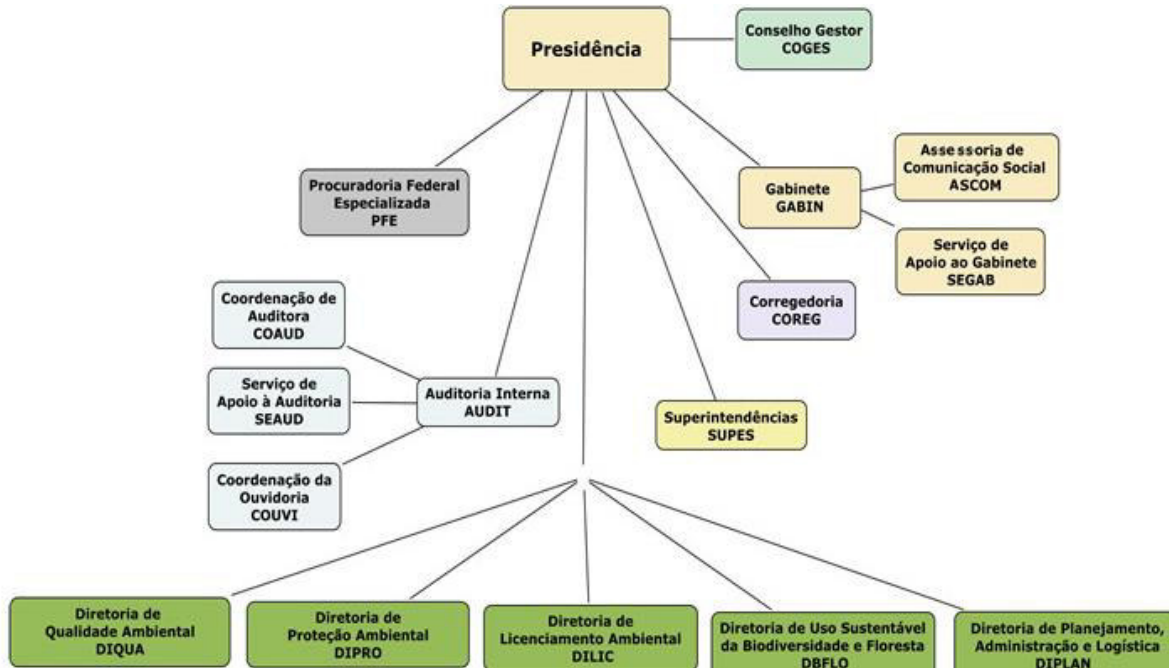 Presidência
Conselho Gestor
COGES
Procuradoria Federal
Especializada
PFE
Gabinete
GABIN
Assessoria de
Comunicação Social
ASCOM
Serviço de
Apoio ao Gabinete
SEGAB
Corregedoria
COREG
Coordenação de
Auditora
COAUD
Serviço de
Apoio à Auditoria
SEAUD
Auditoria Interna
AUDIT
Coordenação da
Ouvidoria
COUVI
Superintendências
SUPES
Diretoria de
Qualidade Ambiental
DIQUA
Diretoria de
Proteção Ambiental
DIPRO
Diretoria de
Licenciamento Ambiental
DILIC
Diretoria de Uso Sustentável
da Biodiversidade e Floresta
DBFLO
Diretoria de Planejamento,
Administração e Logística
DIPLAN